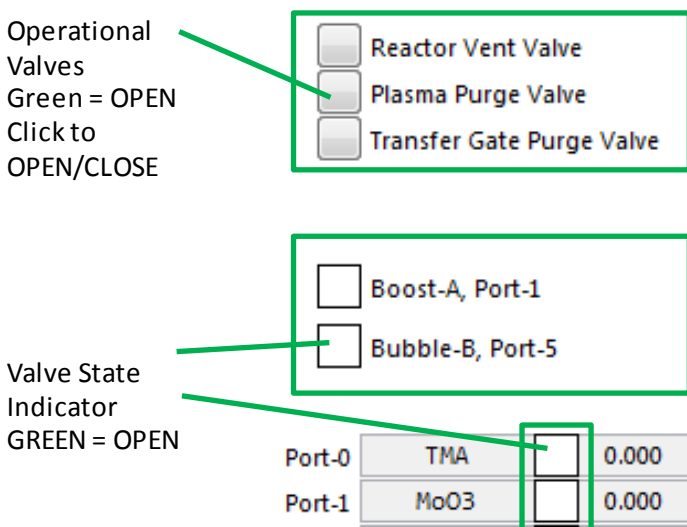 Operational
Valves
Green = OPEN
Click to
OPEN/CLOSE
Reactor Vent Valve
Plasma Purge Valve
Transfer Gate Purge Valve
Boost-A, Port-1
Bubble-B, Port-5
Valve State
Indicator
GREEN = OPEN
Port-0 TMA 0.000
Port-1 MoO3 0.000